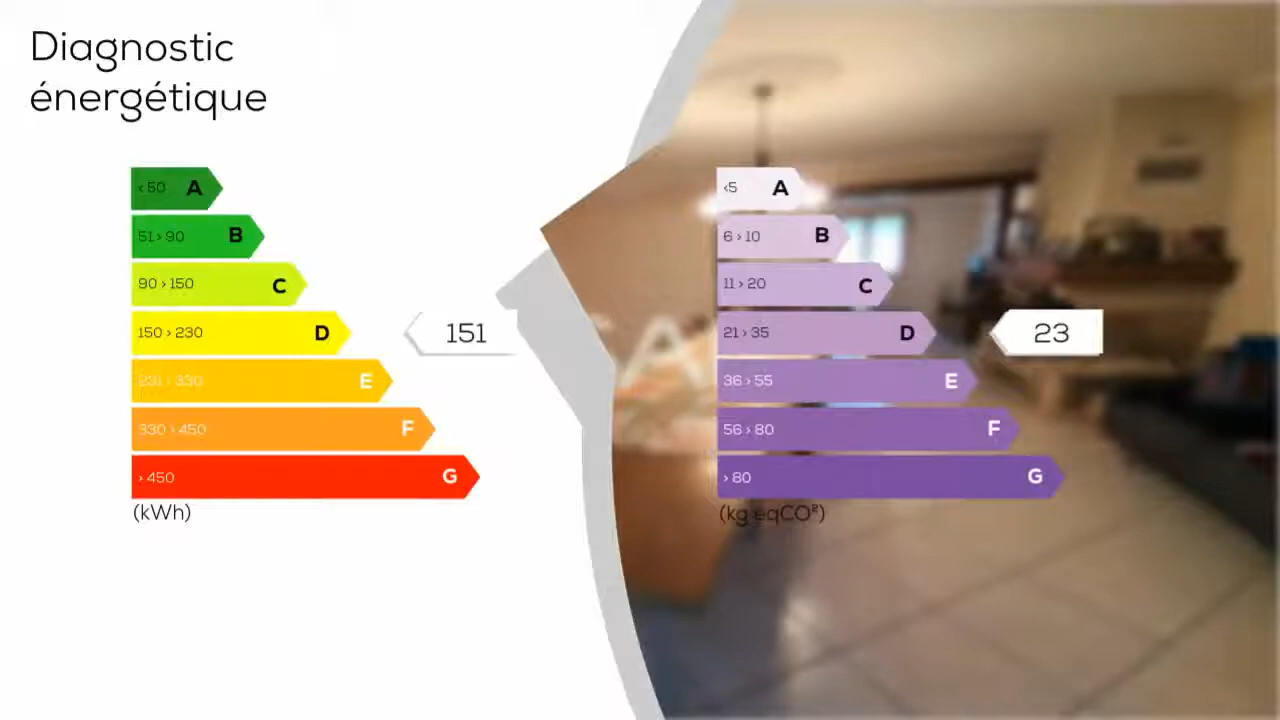 Diagnostic
énergétique
< 50 A
51 > 90 B
90 > 150 C
150 > 230 D
151
231 > 330 E
330 > 450 F
> 450 G
(kWh)
<5 A
6 > 10 B
11 > 20 C
21 > 35 D
23
36 > 55 E
56 > 80 F
> 80 G
(kg eqCO²)